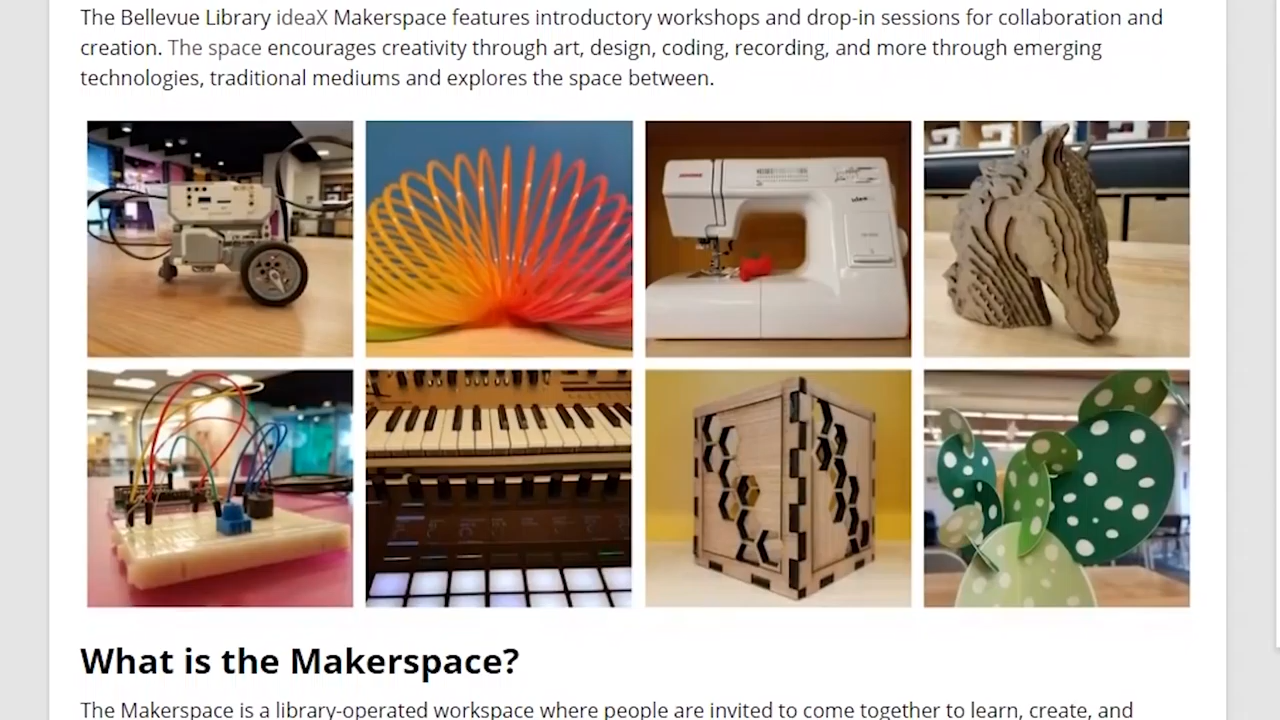 The Bellevue Library ideaX Makerspace features introductory workshops and drop-in sessions for collaboration and
creation. The space encourages creativity through art, design, coding, recording, and more through emerging
technologies, traditional mediums and explores the space between.
JANOME
What is the Makerspace?
The Makerspace is a library-operated workspace where people are invited to come together to learn, create, and